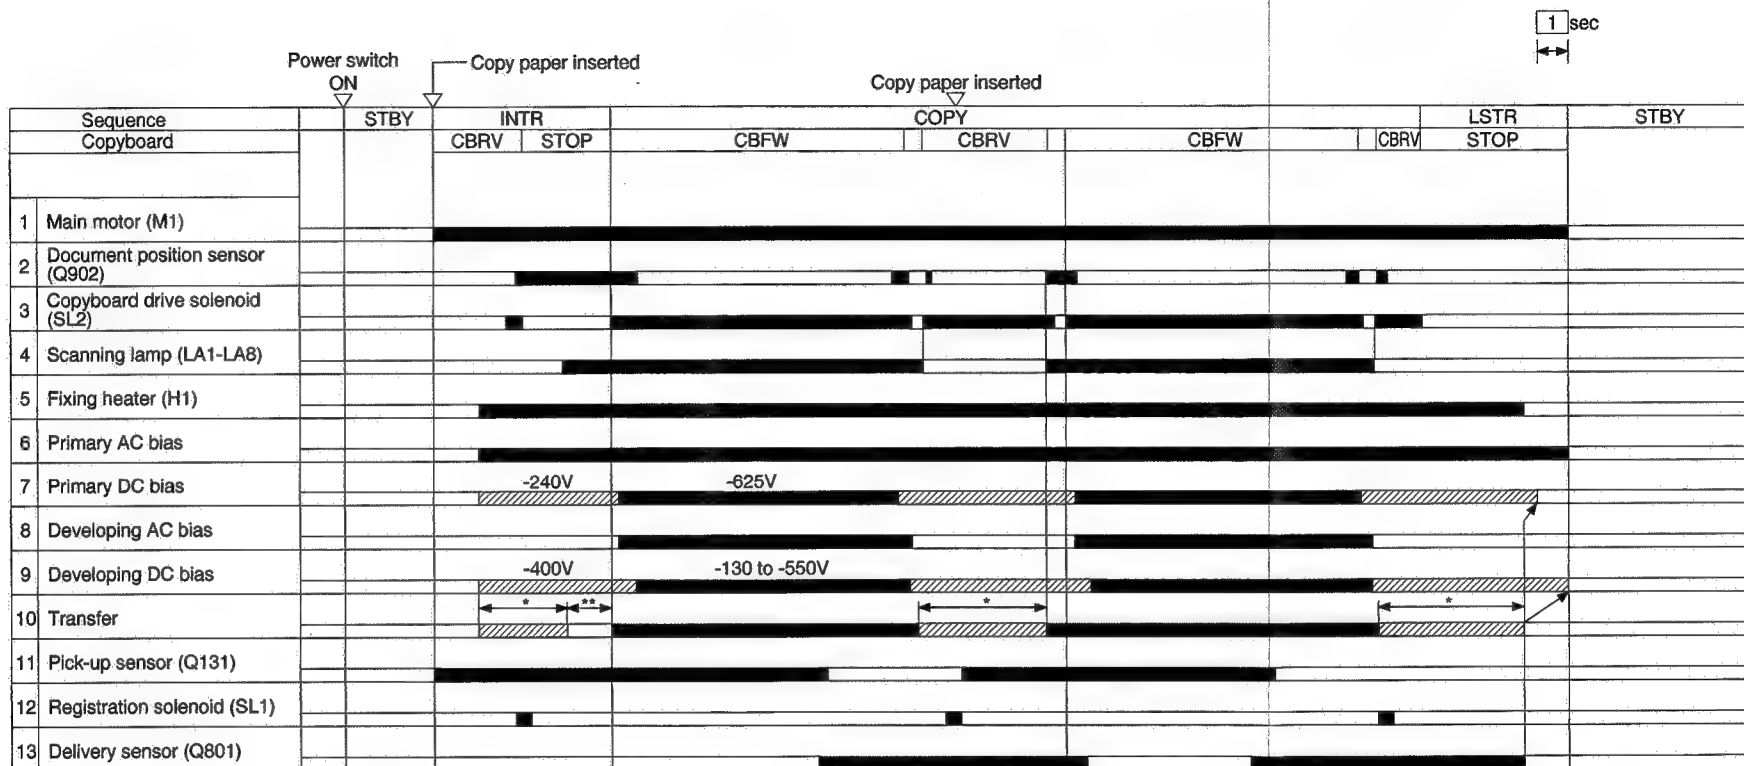 1 sec
Power switch
ON
Copy paper inserted
Copy paper inserted
Sequence STBY INTR COPY LSTR STBY
Copyboard CBRV STOP CBFW CBRV CBFW CBRV STOP
1 Main motor (M1)
2 Document position sensor
(Q902)
3 Copyboard drive solenoid
(SL2)
4 Scanning lamp (LA1-LA8)
5 Fixing heater (H1)
6 Primary AC bias
7 Primary DC bias -240V -625V
8 Developing AC bias
9 Developing DC bias -400V -130 to -550V
10 Transfer * ** * *
11 Pick-up sensor (Q131)
12 Registration solenoid (SL1)
13 Delivery sensor (Q801)